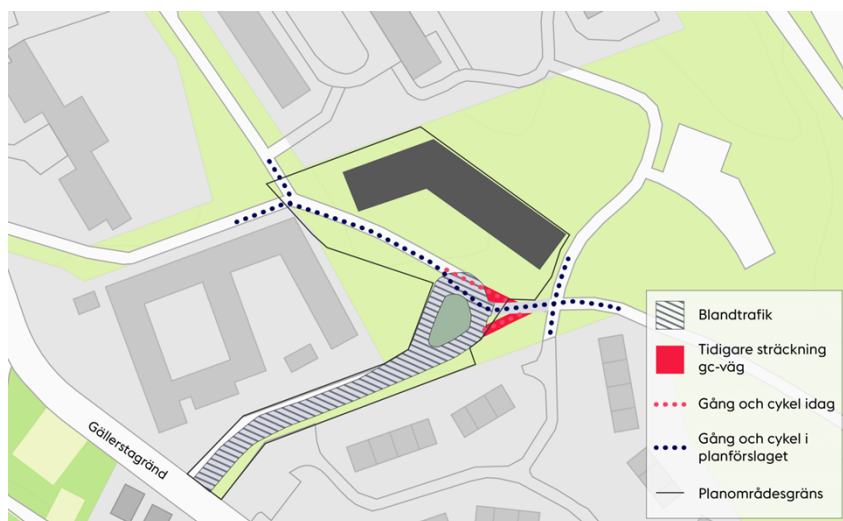 Gällerstagränd
Blandtrafik
Tidigare sträckning
gc-väg
Gång och cykel idag
Gång och cykel i
planförslaget
Planområdesgräns